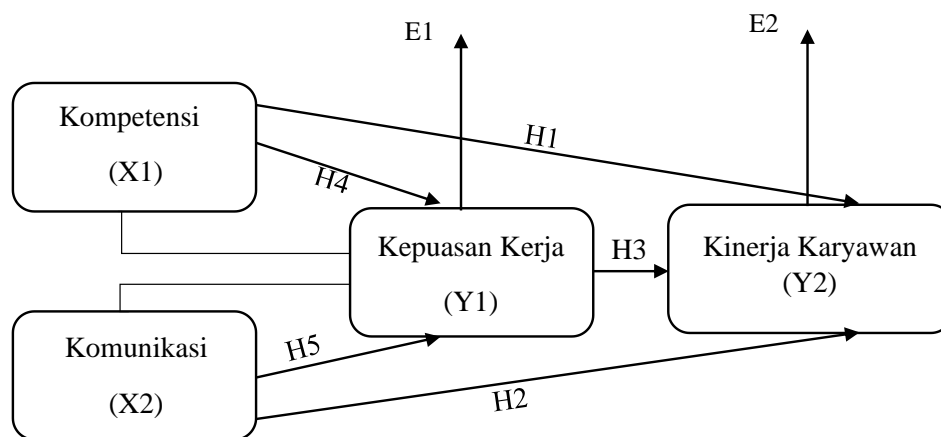 E1
E2
Kompetensi
(X1)
H1
H4
Kepuasan Kerja
(Y1)
H3
Kinerja Karyawan
(Y2)
Komunikasi
(X2)
H5
H2